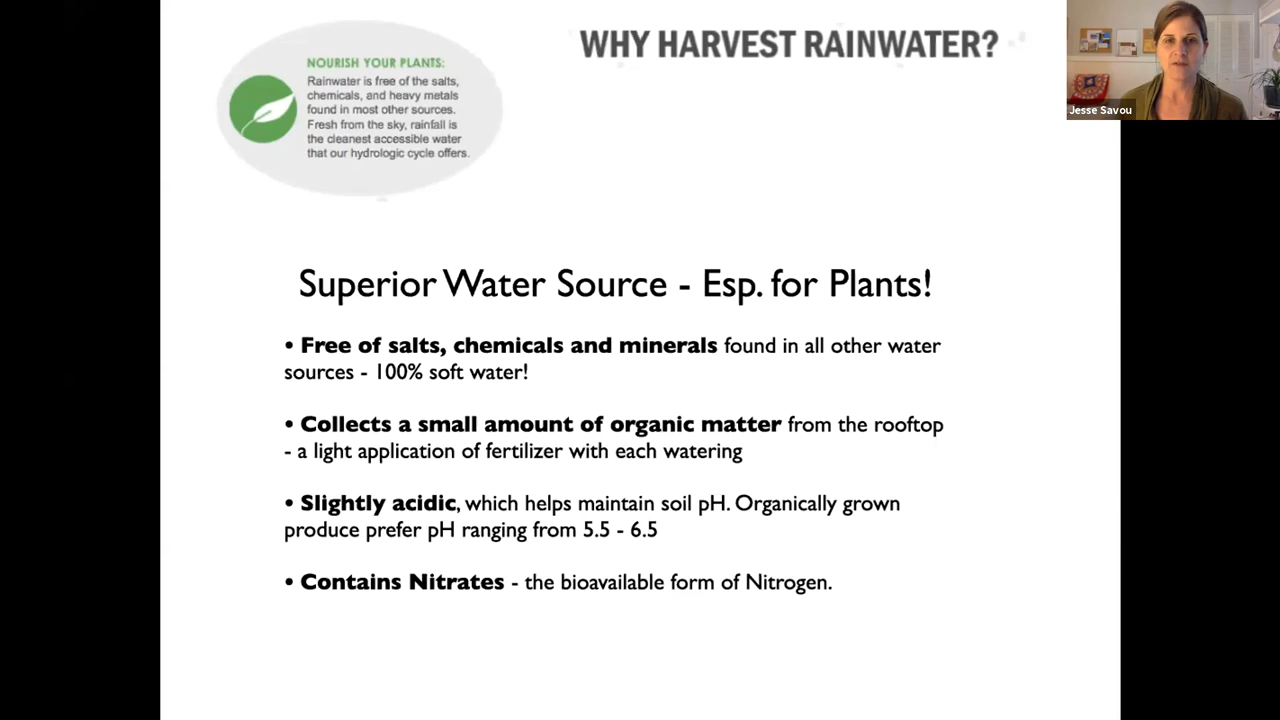 WHY HARVEST RAINWATER?
NOURISH YOUR PLANTS:
Rainwater is free of the salts,
chemicals, and heavy metals
found in most other sources.
Fresh from the sky, rainfall is
the cleanest accessible water
that our hydrologic cycle offers.
Jesse Savou
Superior Water Source - Esp. for Plants!
• Free of salts, chemicals and minerals found in all other water
sources - 100% soft water!
• Collects a small amount of organic matter from the rooftop
- a light application of fertilizer with each watering
• Slightly acidic, which helps maintain soil pH. Organically grown
produce prefer pH ranging from 5.5 - 6.5
• Contains Nitrates - the bioavailable form of Nitrogen.